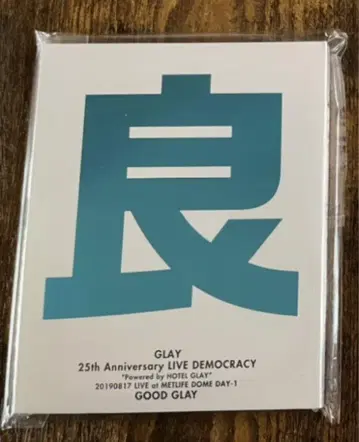 良
GLAY
25th Anniversary LIVE DEMOCRACY
"Powered by HOTEL GLAY"
20190817 LIVE at METLIFE DOME DAY-1
GOOD GLAY